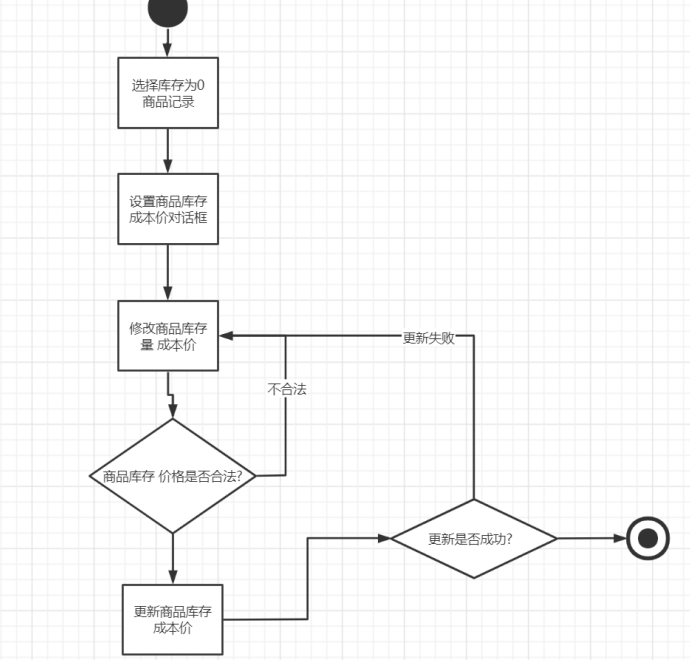 选择库存为0
商品记录
设置商品库存
成本价对话框
修改商品库存
量 成本价
更新失败
不合法
商品库存 价格是否合法?
更新是否成功?
更新商品库存
成本价